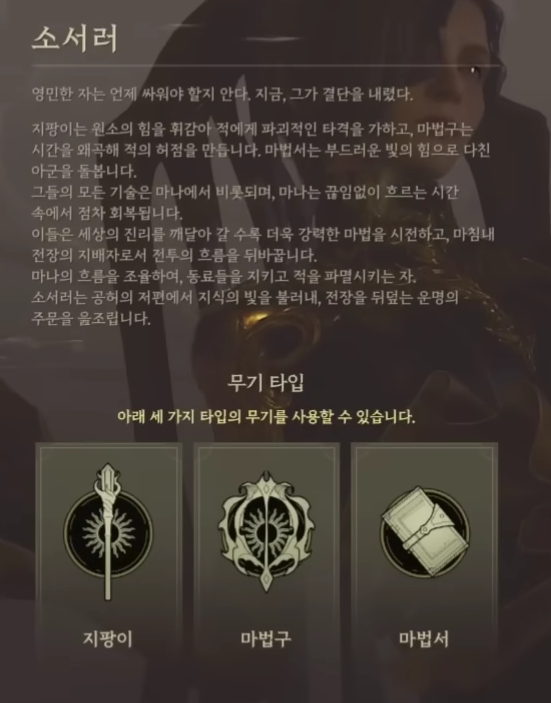 소서러
영민한 자는 언제 싸워야 할지 안다. 지금, 그가 결단을 내렸다.
지팡이는 원소의 힘을 휘감아 적에게 파괴적인 타격을 가하고, 마법구는
시간을 왜곡해 적의 허점을 만듭니다. 마법서는 부드러운 빛의 힘으로 다친
아군을 돌봅니다.
그들의 모든 기술은 마나에서 비롯되며, 마나는 끊임없이 흐르는 시간
속에서 점차 회복됩니다.
이들은 세상의 진리를 깨달아 갈 수록 더욱 강력한 마법을 시전하고, 마침내
전장의 지배자로서 전투의 흐름을 뒤바꿉니다.
마나의 흐름을 조율하여, 동료들을 지키고 적을 파멸시키는 자.
소서러는 공허의 저편에서 지식의 빛을 불러내, 전장을 뒤덮는 운명의
주문을 읊조립니다.
무기 타입
아래 세 가지 타입의 무기를 사용할 수 있습니다.
지팡이
마법구
마법서